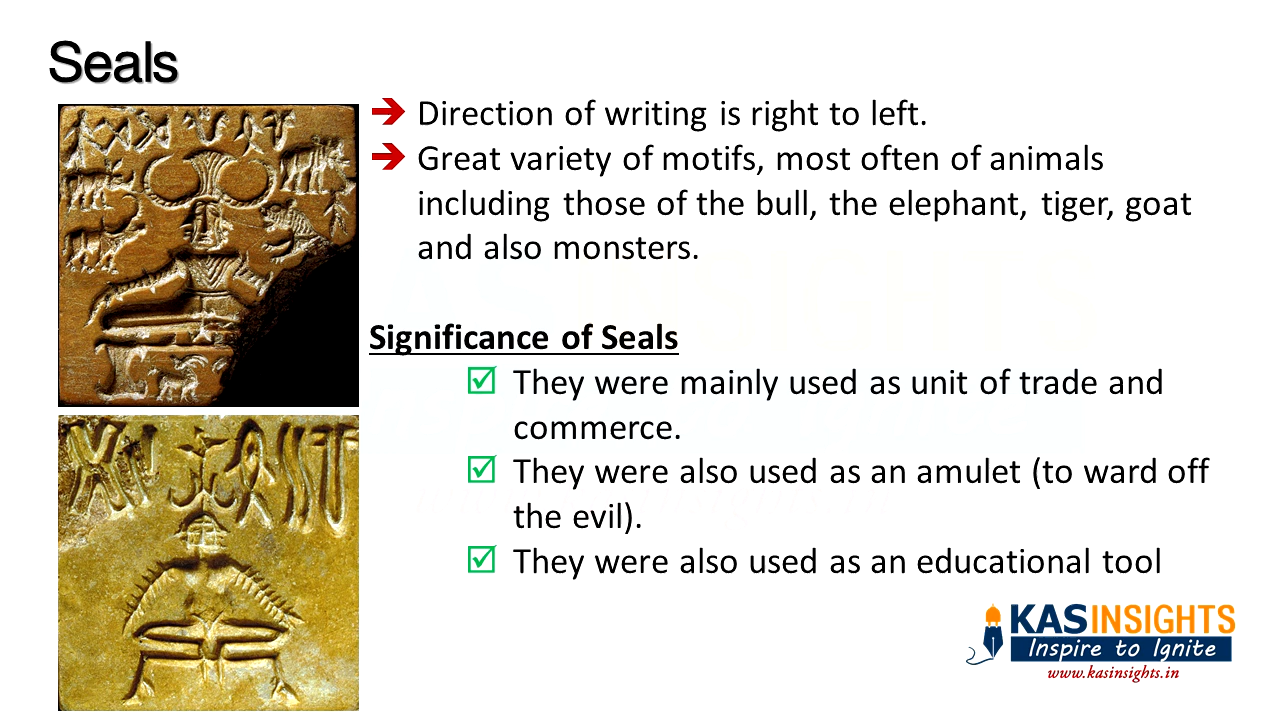 Seals
Direction of writing is right to left.
Great variety of motifs, most often of animals
including those of the bull, the elephant, tiger, goat
and also monsters.
Significance of Seals
They were mainly used as unit of trade and
commerce.
They were also used as an amulet (to ward off
the evil).
They were also used as an educational tool
KASINSIGHTS
Inspire to Ignite
www.kasinsights.in